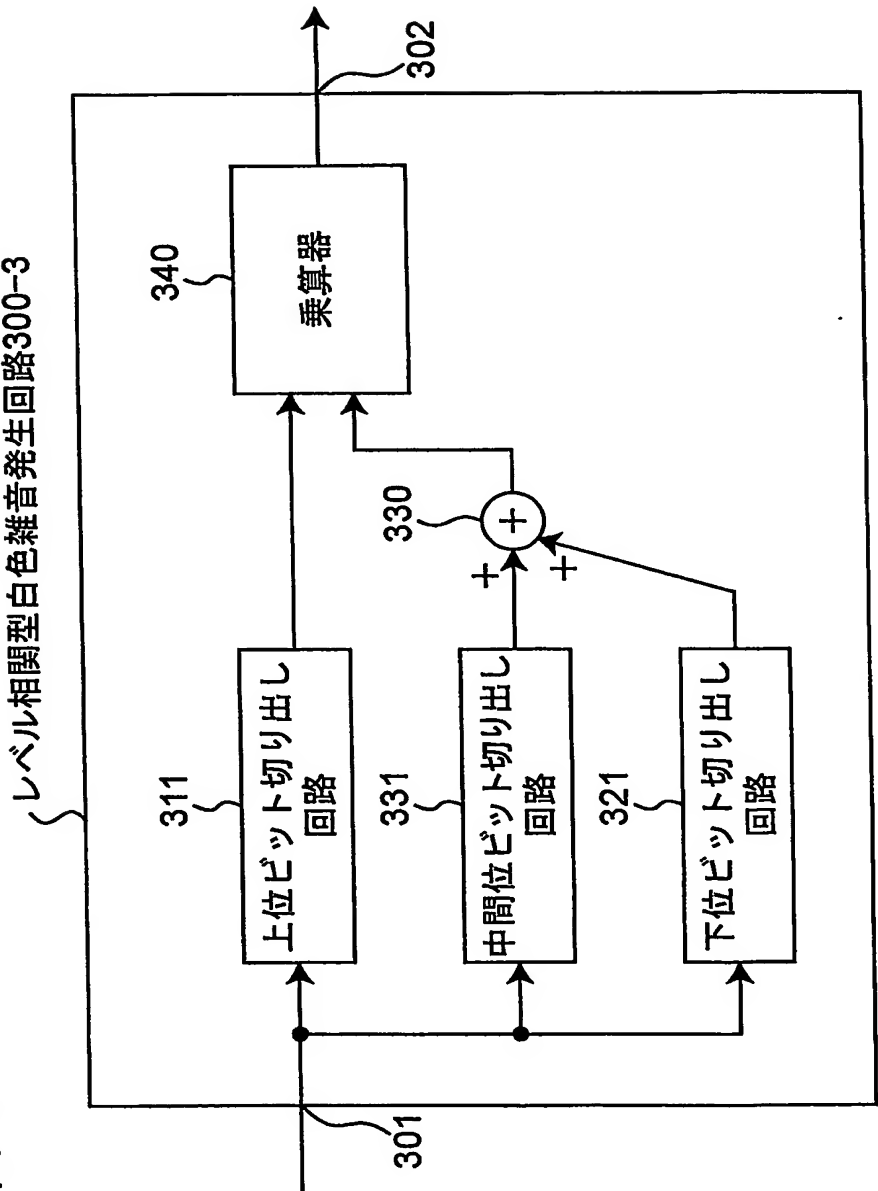 レベル相関型白色雑音発生回路300-3
311
上位ビット切り出し
回路
331
中間位ビット切り出し
回路
321
下位ビット切り出し
回路
330
+
+
+
340
乗算器
301
302